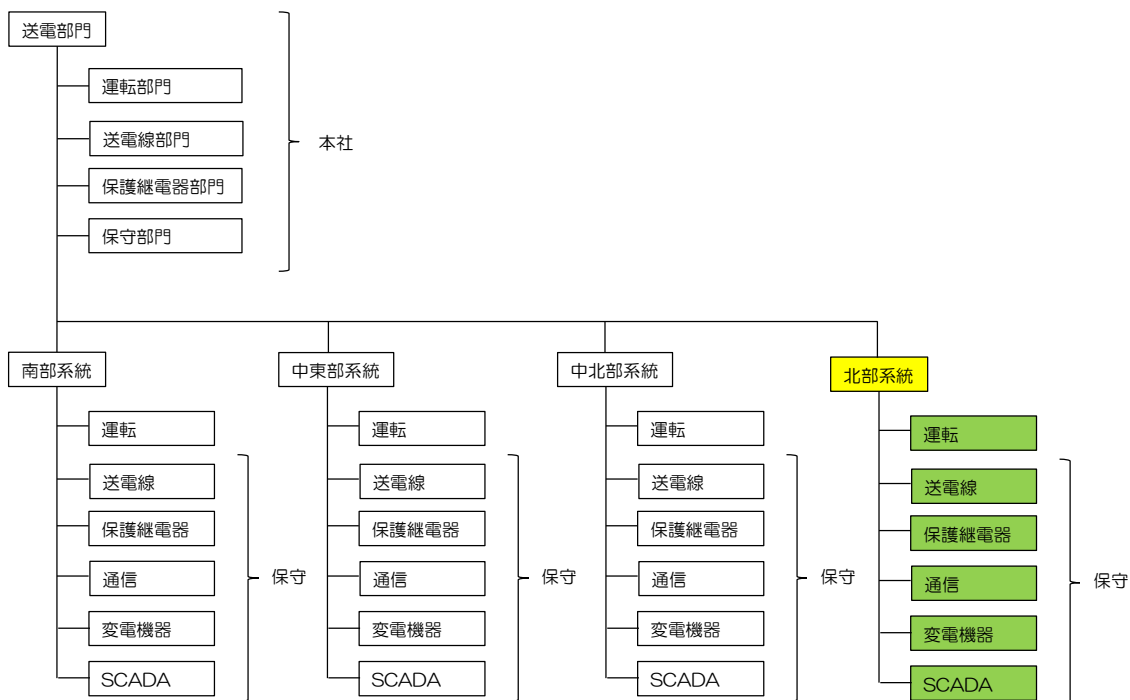 送電部門
運転部門
送電線部門
保護継電器部門
保守部門
本社
南部系統
運転
送電線
保護継電器
通信
変電機器
SCADA
保守
中東部系統
運転
送電線
保護継電器
通信
変電機器
SCADA
保守
中北部系統
運転
送電線
保護継電器
通信
変電機器
SCADA
保守
北部系統
運転
送電線
保護継電器
通信
変電機器
SCADA
保守